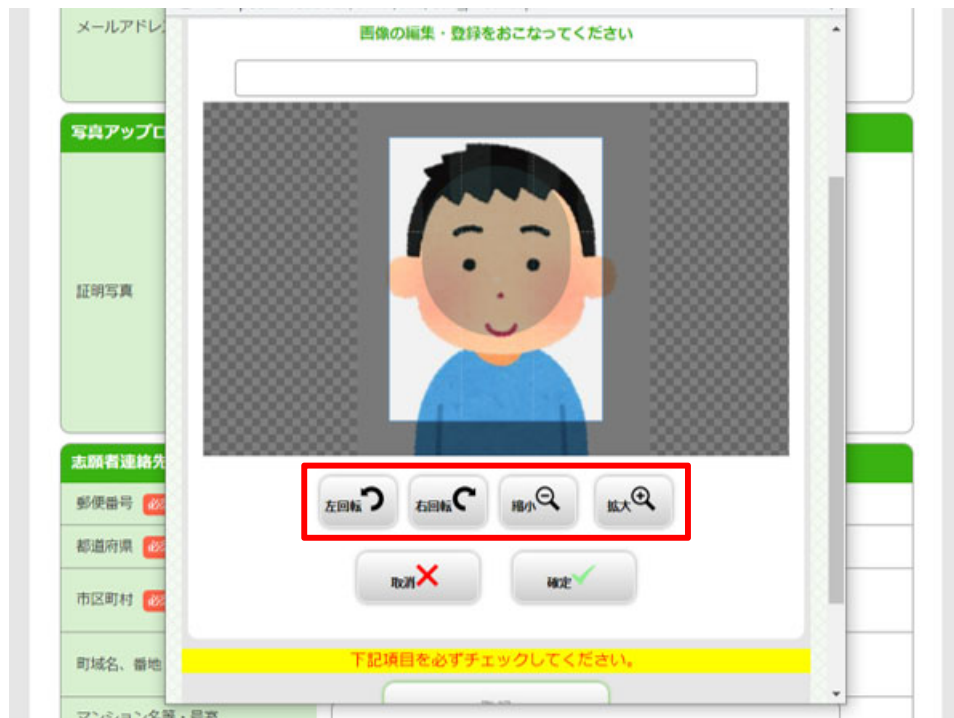 メールアドレ
画像の編集・登録をおこなってください
写真アップロ
証明写真
左回転
右回転
縮小
拡大
取消
確定
志願者連絡先
郵便番号
都道府県
市区町村
町域名、番地
下記項目を必ずチェックしてください。